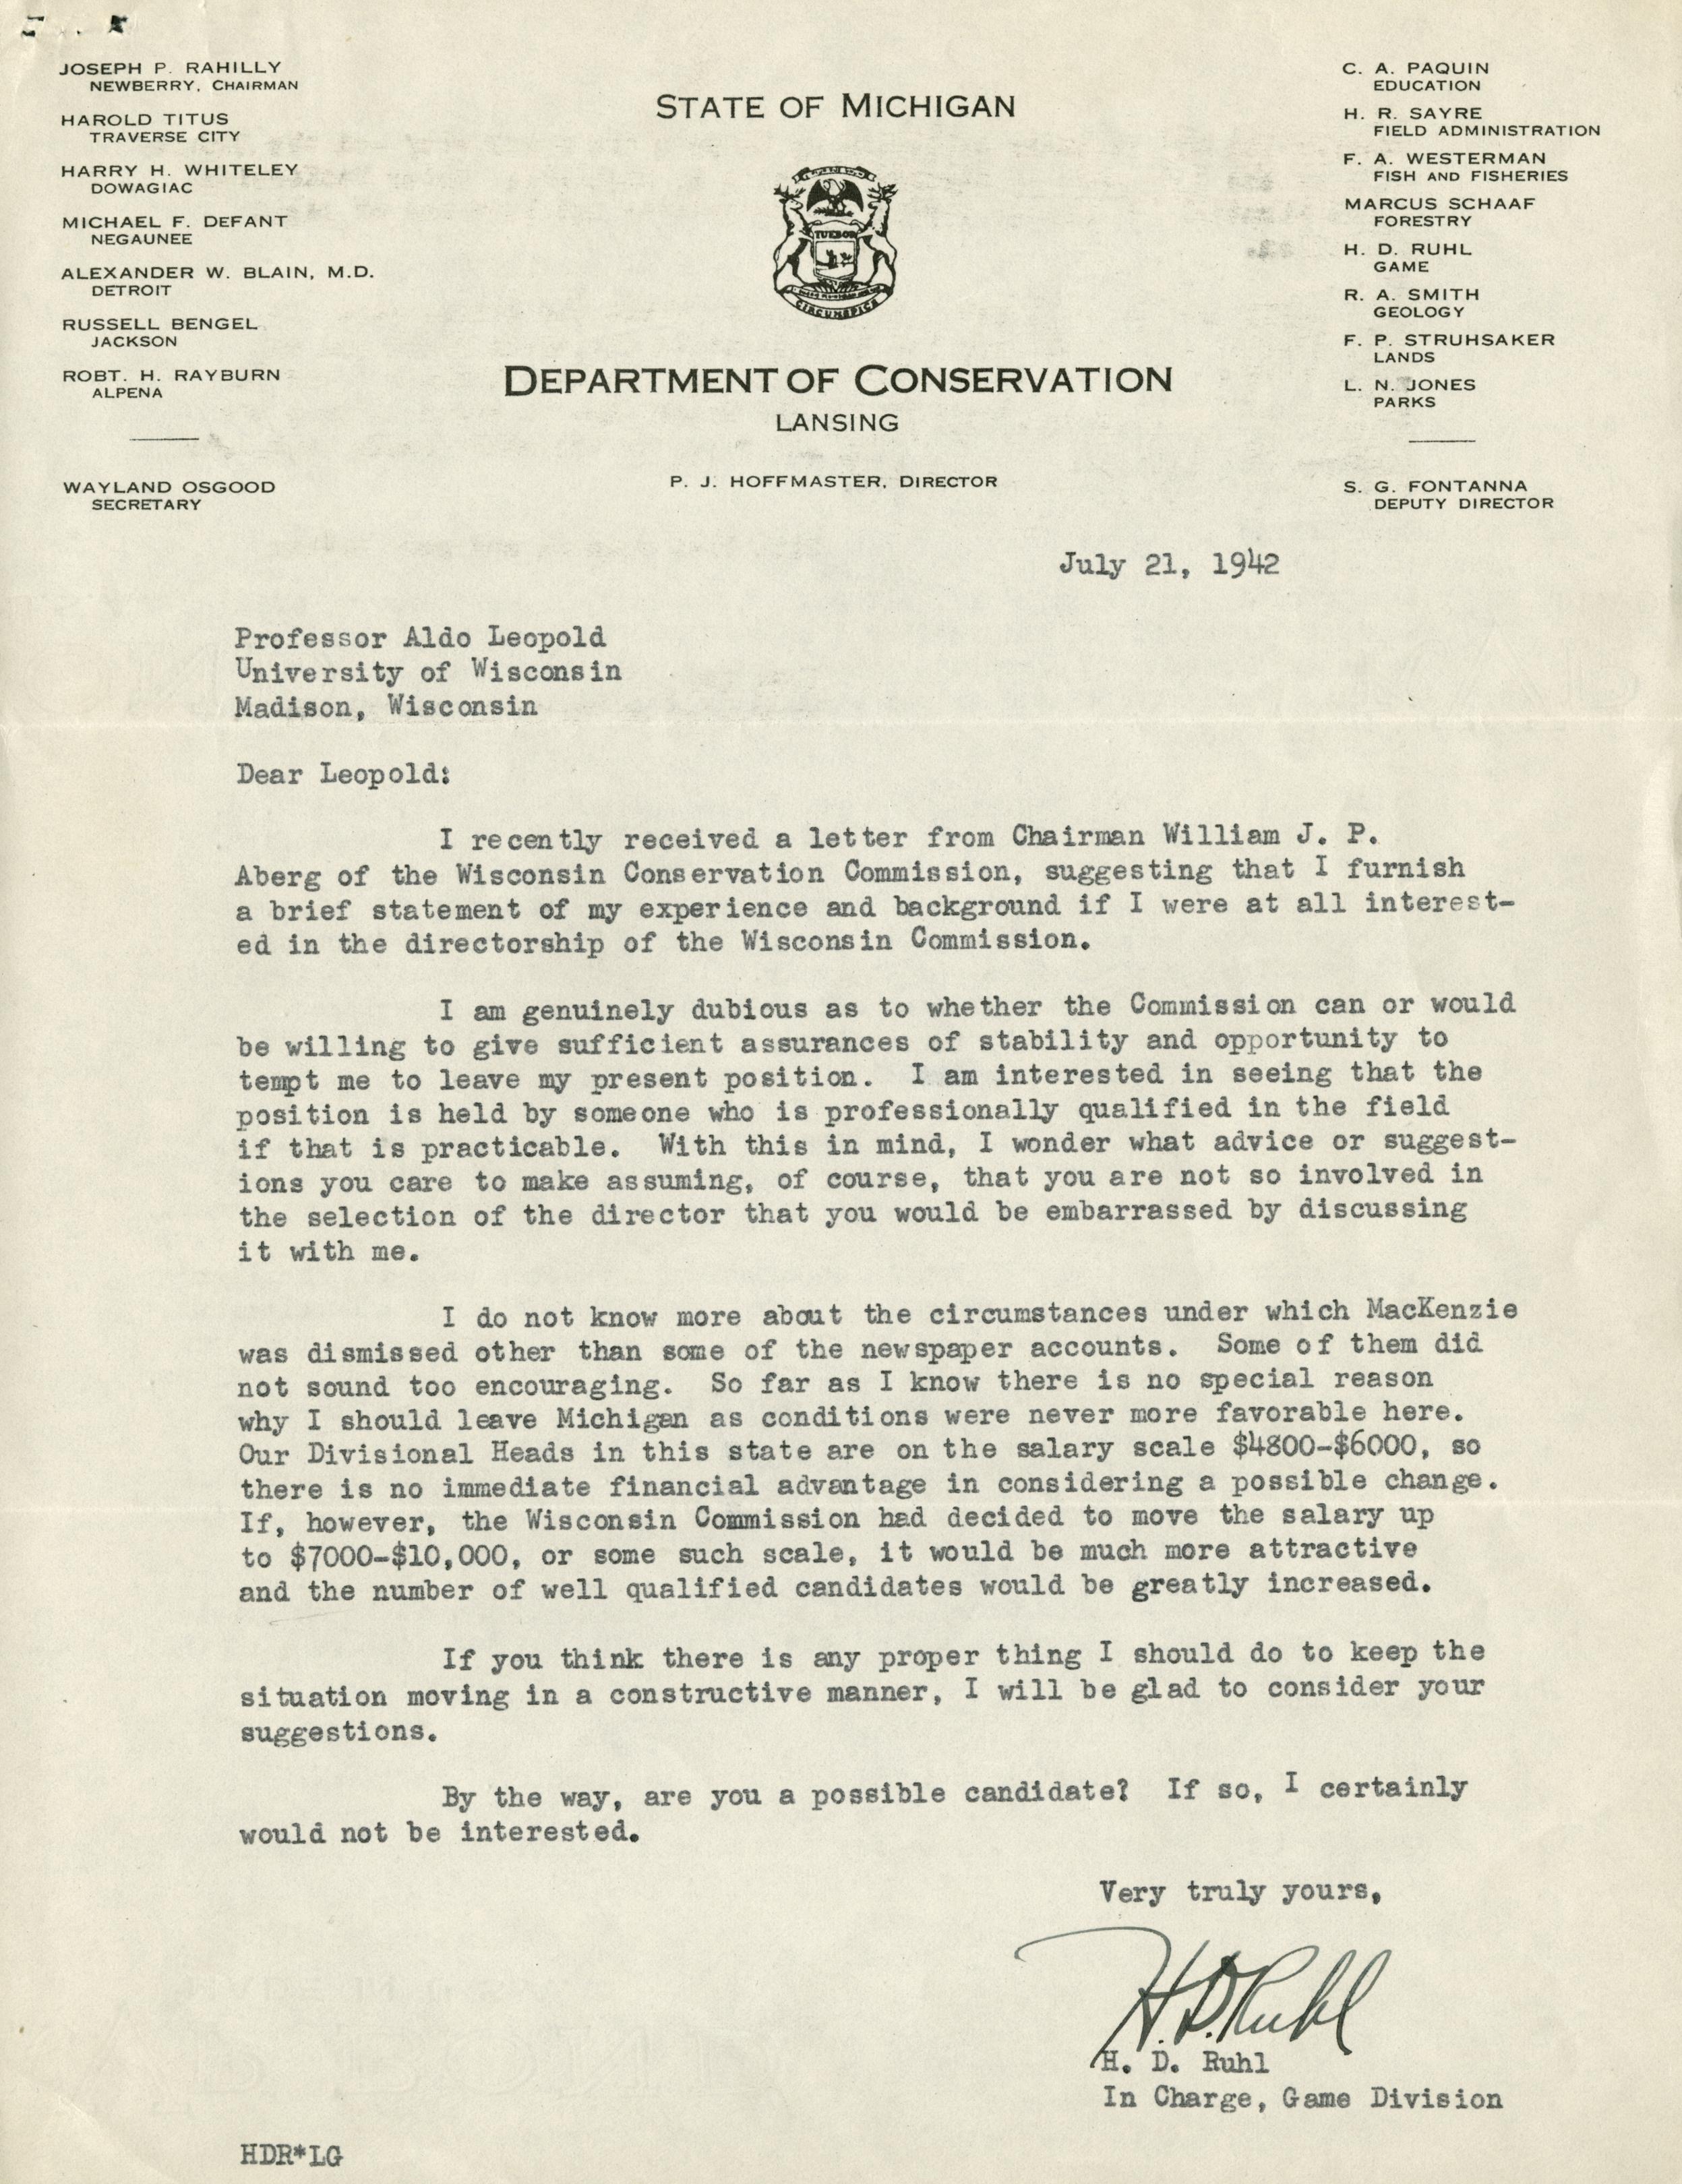 JOSEPH P. RAHILLY
NEWBERRY, CHAIRMAN
HAROLD TITUS
TRAVERSE CITY
HARRY H. WHITELEY
DOWAGIAC
MICHAEL F. DEFANT
NEGAUNEE
ALEXANDER W. BLAIN, M.D.
DETROIT
RUSSELL BENGEL
JACKSON
ROBT. H. RAYBURN
ALPENA
WAYLAND OSGOOD
SECRETARY
STATE OF MICHIGAN
TUEBOR
CIRCUMSPICE
DEPARTMENT OF CONSERVATION
LANSING
P. J. HOFFMASTER, DIRECTOR
C. A. PAQUIN
EDUCATION
H. R. SAYRE
FIELD ADMINISTRATION
F. A. WESTERMAN
FISH AND FISHERIES
MARCUS SCHAAF
FORESTRY
H. D. RUHL
GAME
R. A. SMITH
GEOLOGY
F. P. STRUHSAKER
LANDS
L. N. JONES
PARKS
S. G. FONTANNA
DEPUTY DIRECTOR
July 21, 1942
Professor Aldo Leopold
University of Wisconsin
Madison, Wisconsin
Dear Leopold:
I recently received a letter from Chairman William J. P.
Aberg of the Wisconsin Conservation Commission, suggesting that I furnish
a brief statement of my experience and background if I were at all interest-
ed in the directorship of the Wisconsin Commission.
I am genuinely dubious as to whether the Commission can or would
be willing to give sufficient assurances of stability and opportunity to
tempt me to leave my present position. I am interested in seeing that the
position is held by someone who is professionally qualified in the field
if that is practicable. With this in mind, I wonder what advice or suggest-
ions you care to make assuming, of course, that you are not so involved in
the selection of the director that you would be embarrassed by discussing
it with me.
I do not know more about the circumstances under which MacKenzie
was dismissed other than some of the newspaper accounts. Some of them did
not sound too encouraging. So far as I know there is no special reason
why I should leave Michigan as conditions were never more favorable here.
Our Divisional Heads in this state are on the salary scale $4800-$6000, so
there is no immediate financial advantage in considering a possible change.
If, however, the Wisconsin Commission had decided to move the salary up
to $7000-$10,000, or some such scale, it would be much more attractive
and the number of well qualified candidates would be greatly increased.
If you think there is any proper thing I should do to keep the
situation moving in a constructive manner, I will be glad to consider your
suggestions.
By the way, are you a possible candidate? If so, I certainly
would not be interested.
Very truly yours,
H. D. Ruhl
H. D. Ruhl
In Charge, Game Division
HDR*LG